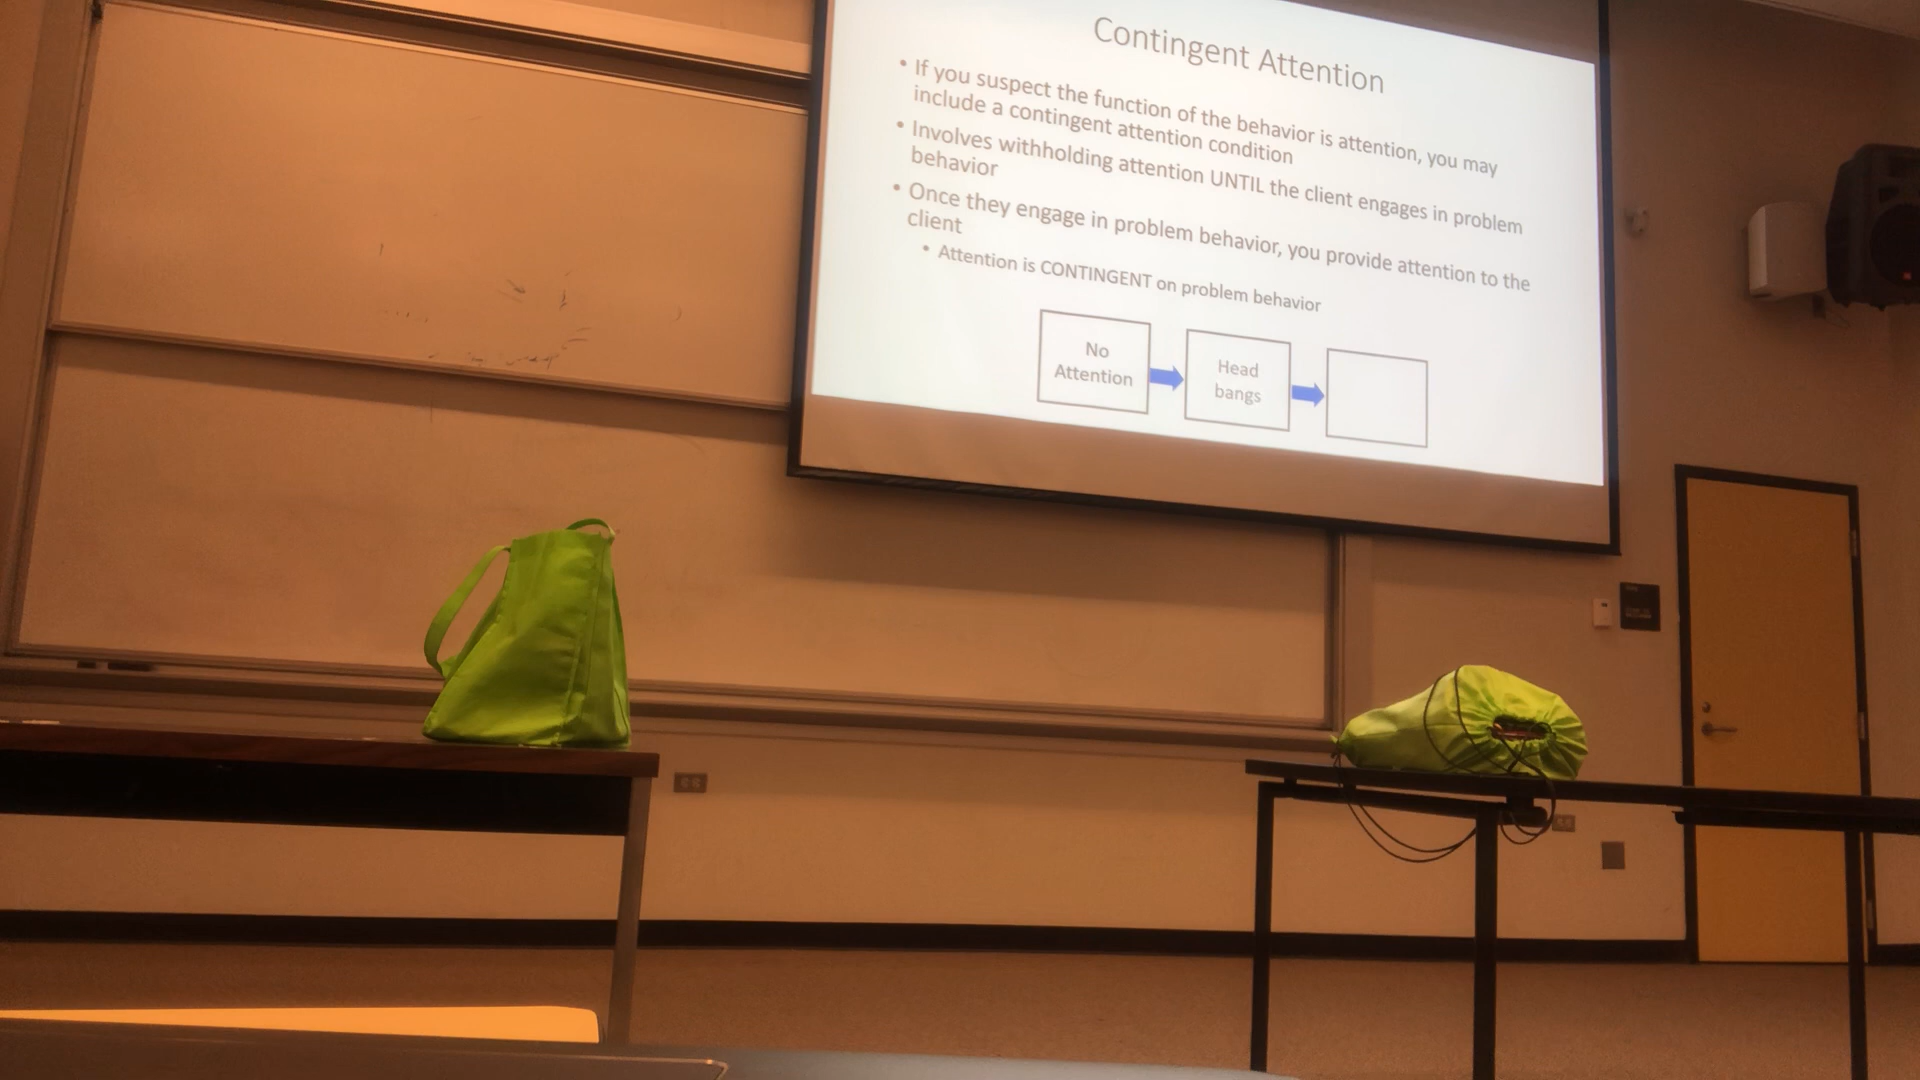 Contingent Attention
• If you suspect the function of the behavior is attention, you may
include a contingent attention condition
• Involves withholding attention UNTIL the client engages in problem
behavior
• Once they engage in problem behavior, you provide attention to the
client
• Attention is CONTINGENT on problem behavior
No
Attention
Head
bangs